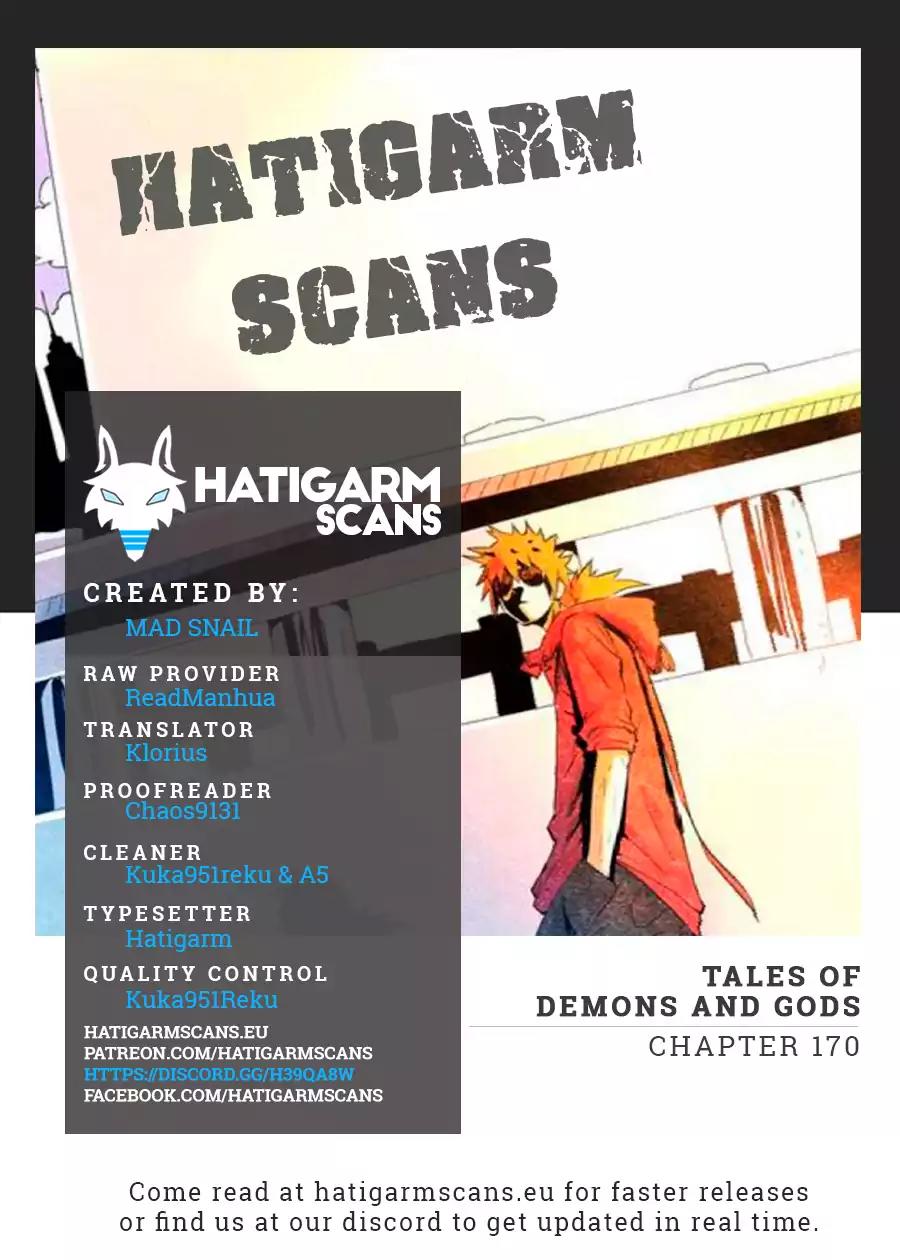 HATIGARM
SCANS
HATIGARM
SCANS
CREATED BY:
MAD SNAIL
RAW PROVIDER
ReadManhua
TRANSLATOR
Klorius
PROOFREADER
Chaos9131
CLEANER
Kuka951reku & A5
TYPESETTER
Hatigarm
QUALITY CONTROL
Kuka951Reku
HATIGARMSCANS.EU
PATREON.COM/HATIGARMSCANS
HTTPS://DISCORD.GG/H39QA8W
FACEBOOK.COM/HATIGARMSCANS
TALES OF
DEMONS AND GODS
CHAPTER 170
Come read at hatigarmscans.eu for faster releases
or find us at our discord to get updated in real time.